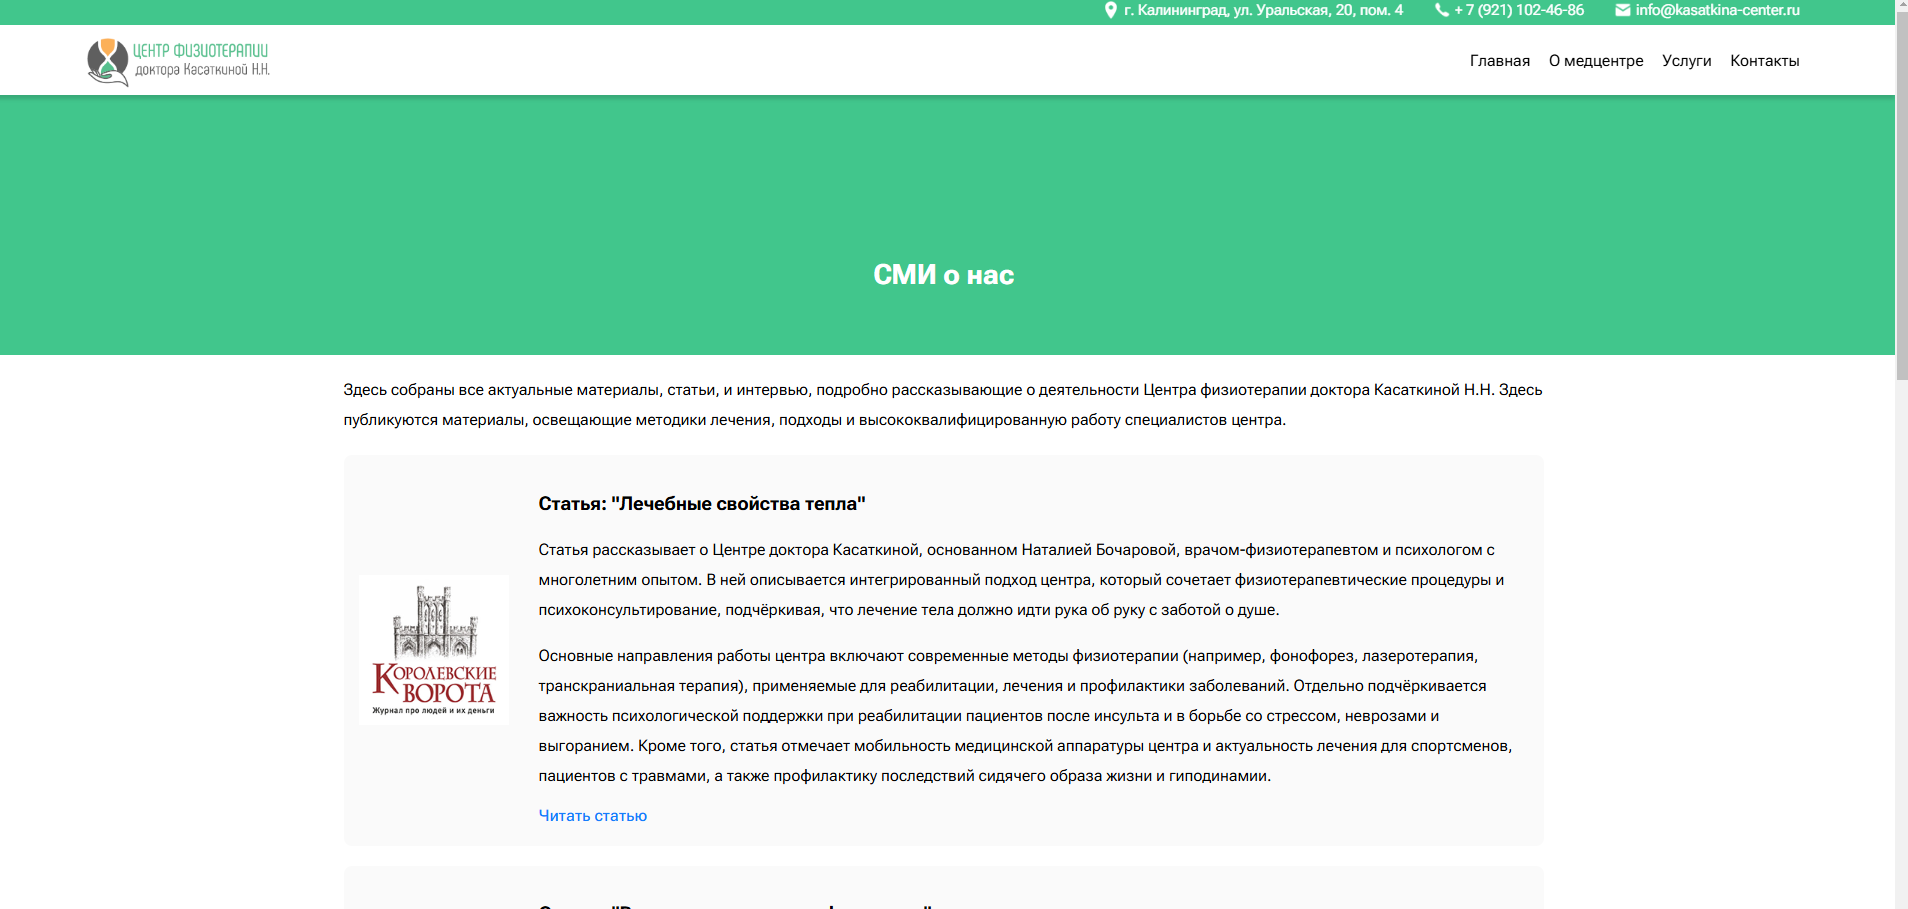 г. Калининград, ул. Уральская, 20, пом. 4
+ 7 (921) 102-46-86
info@kasatkina-center.ru
ЦЕНТР ФИЗИОТЕРАПИИ
доктора Касаткиной Н.Н.
Главная
О медцентре
Услуги
Контакты
СМИ о нас
Здесь собраны все актуальные материалы, статьи, и интервью, подробно рассказывающие о деятельности Центра физиотерапии доктора Касаткиной Н.Н. Здесь
публикуются материалы, освещающие методики лечения, подходы и высококвалифицированную работу специалистов центра.
КОРОЛЕВСКИЕ
ВОРОТА
Журнал про людей и их деньги
Статья: "Лечебные свойства тепла"
Статья рассказывает о Центре доктора Касаткиной, основанном Наталией Бочаровой, врачом-физиотерапевтом и психологом с
многолетним опытом. В ней описывается интегрированный подход центра, который сочетает физиотерапевтические процедуры и
психоконсультирование, подчёркивая, что лечение тела должно идти рука об руку с заботой о душе.
Основные направления работы центра включают современные методы физиотерапии (например, фонофорез, лазеротерапия,
транскраниальная терапия), применяемые для реабилитации, лечения и профилактики заболеваний. Отдельно подчёркивается
важность психологической поддержки при реабилитации пациентов после инсульта и в борьбе со стрессом, неврозами и
выгоранием. Кроме того, статья отмечает мобильность медицинской аппаратуры центра и актуальность лечения для спортсменов,
пациентов с травмами, а также профилактику последствий сидячего образа жизни и гиподинамии.
Читать статью